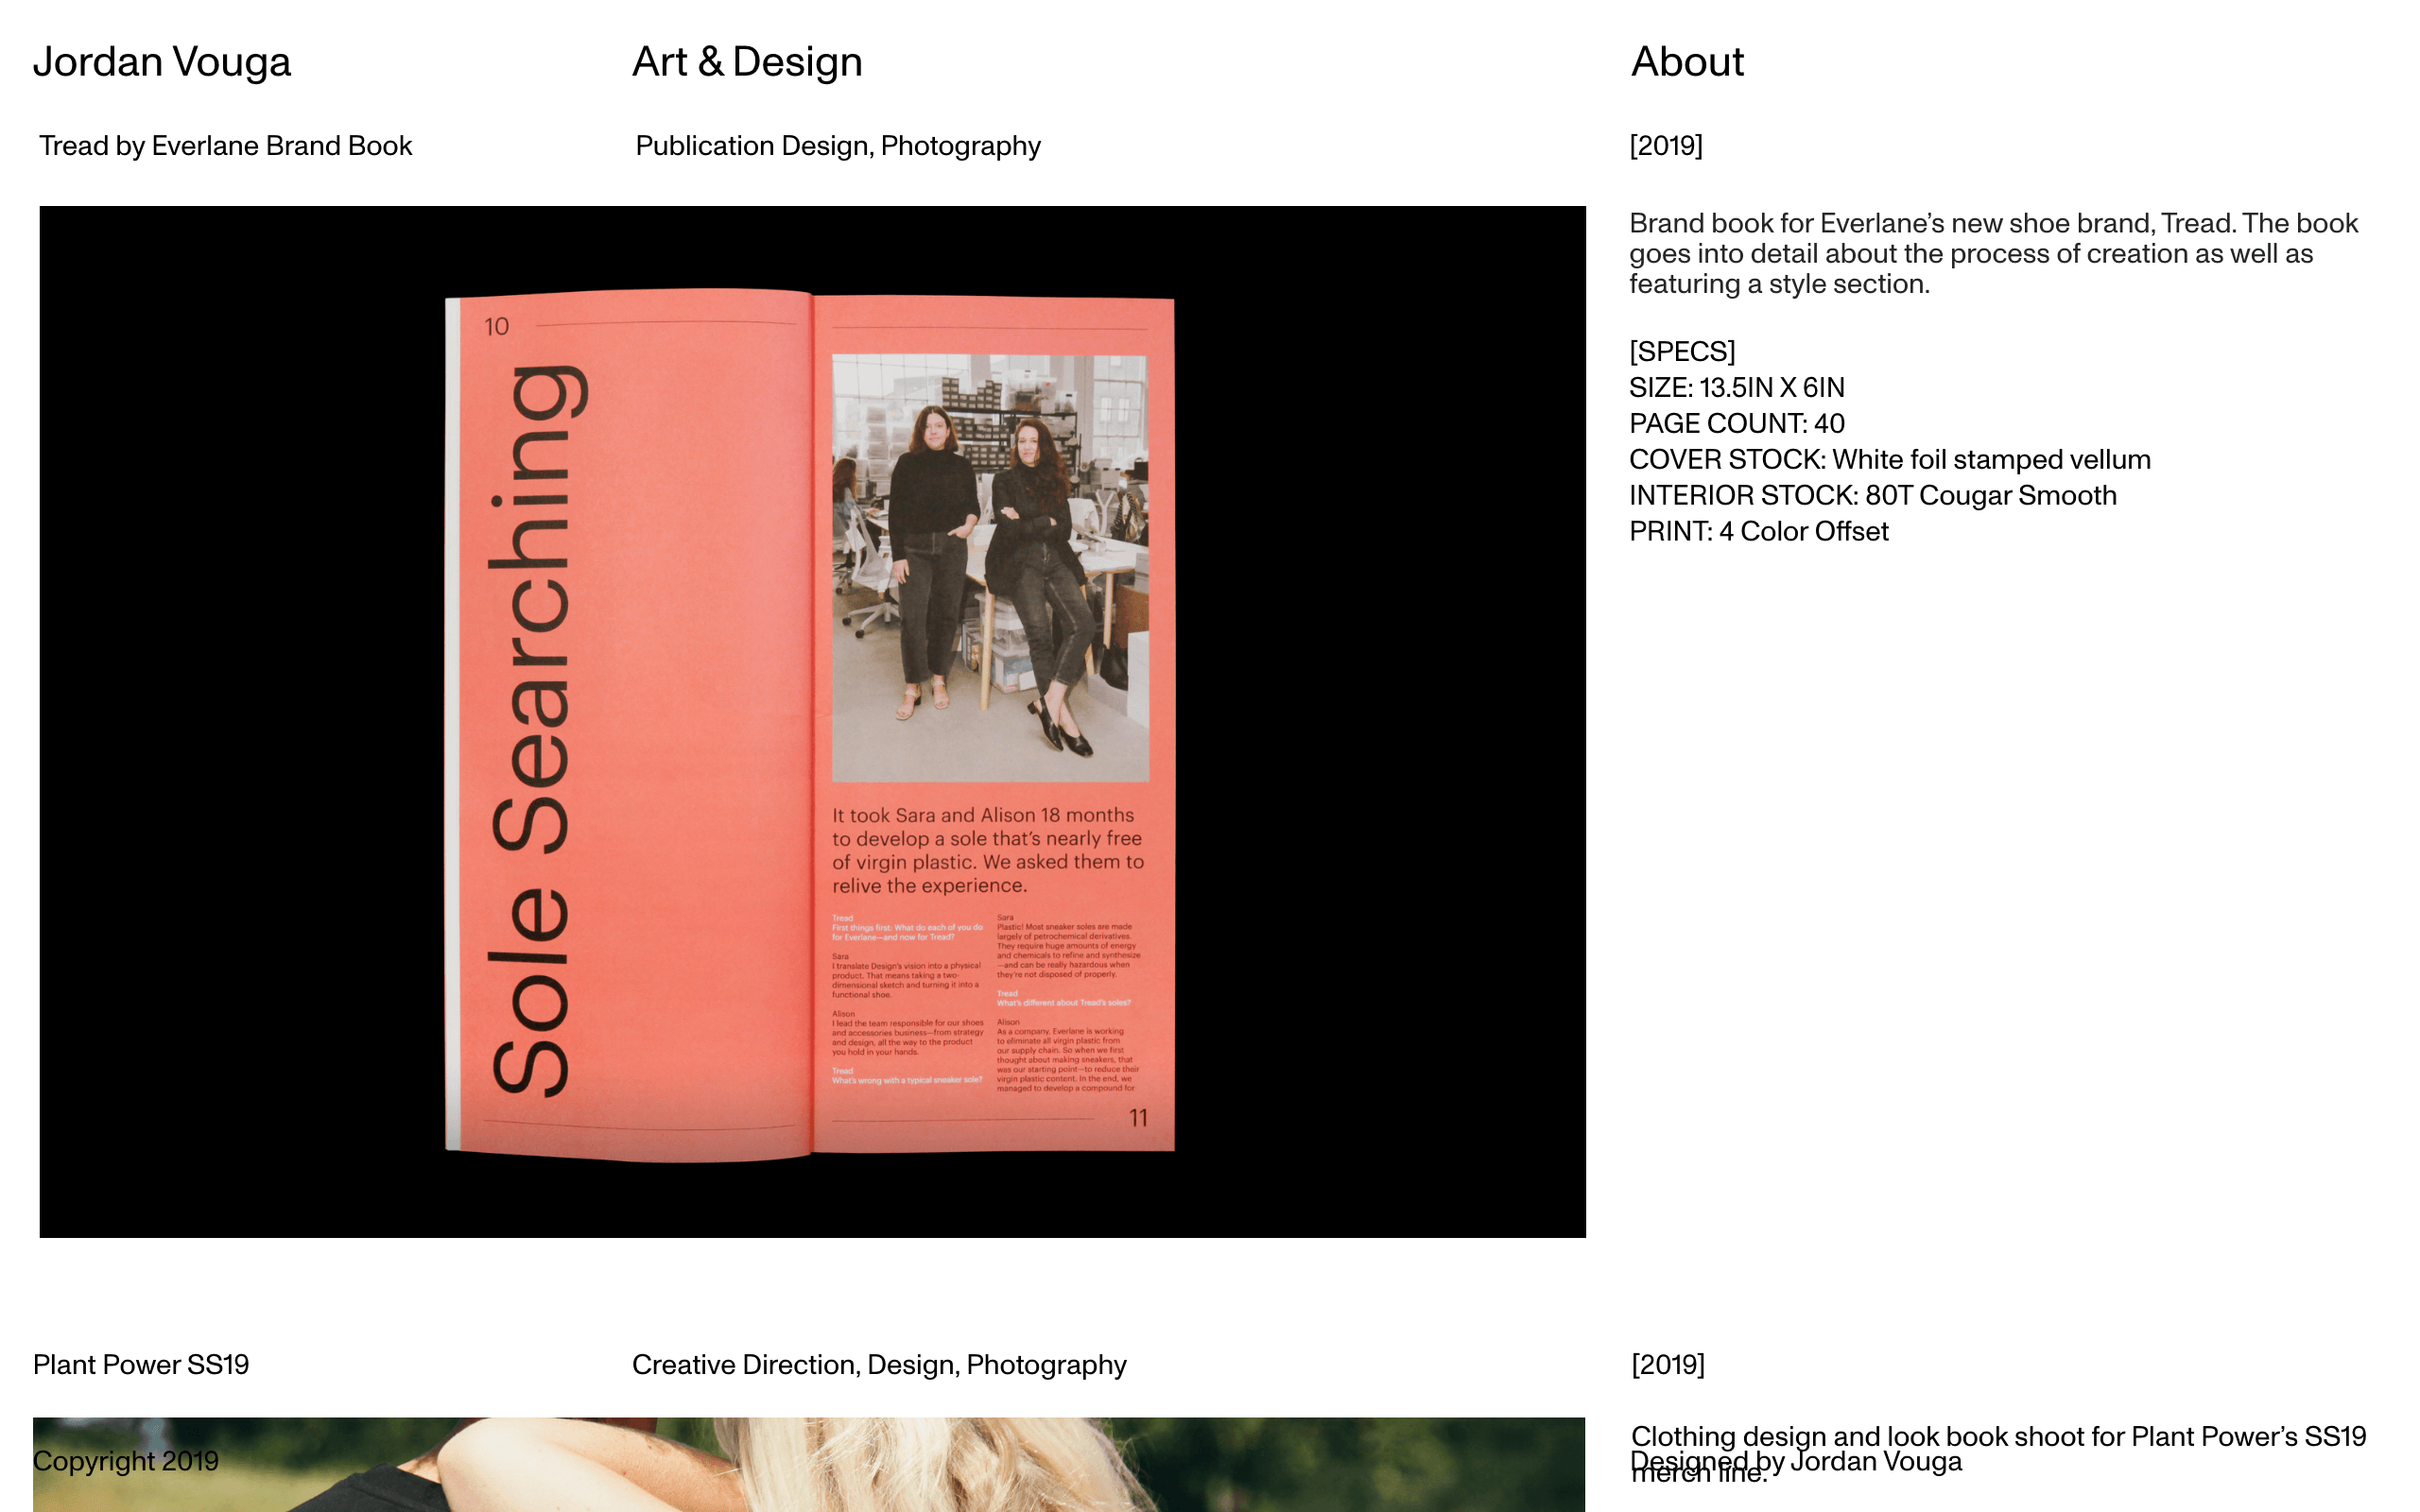 Jordan Vouga
Art & Design
About
Tread by Everlane Brand Book
Publication Design, Photography
[2019]
Brand book for Everlane’s new shoe brand, Tread. The book
goes into detail about the process of creation as well as
featuring a style section.
[SPECS]
SIZE: 13.5IN X 6IN
PAGE COUNT: 40
COVER STOCK: White foil stamped vellum
INTERIOR STOCK: 80T Cougar Smooth
PRINT: 4 Color Offset
10
Sole Searching
It took Sara and Alison 18 months
to develop a sole that’s nearly free
of virgin plastic. We asked them to
relive the experience.
Tread
First things first: What do each of you do
for Everlane—and now for Tread?
Sara
I translate Design’s vision into a physical
product. That means taking a two-
dimensional sketch and turning it into a
functional shoe.
Alison
I lead the team responsible for our shoes
and accessories business—from strategy
and design, all the way to the product
you hold in your hands.
Tread
What’s wrong with a typical sneaker sole?
Sara
Plastic! Most sneaker soles are made
largely of petrochemical derivatives.
They require huge amounts of energy
and chemicals to refine and synthesize
—and can be really hazardous when
they’re not disposed of properly.
Tread
What’s different about Tread’s soles?
Alison
As a company, Everlane is working
to eliminate all virgin plastic from
our supply chain. So when we first
thought about making sneakers, that
was our starting point—to reduce their
virgin plastic content. In the end, we
managed to develop a compound for
11
Plant Power SS19
Creative Direction, Design, Photography
[2019]
Clothing design and look book shoot for Plant Power’s SS19
merch line.
Copyright 2019
Designed by Jordan Vouga